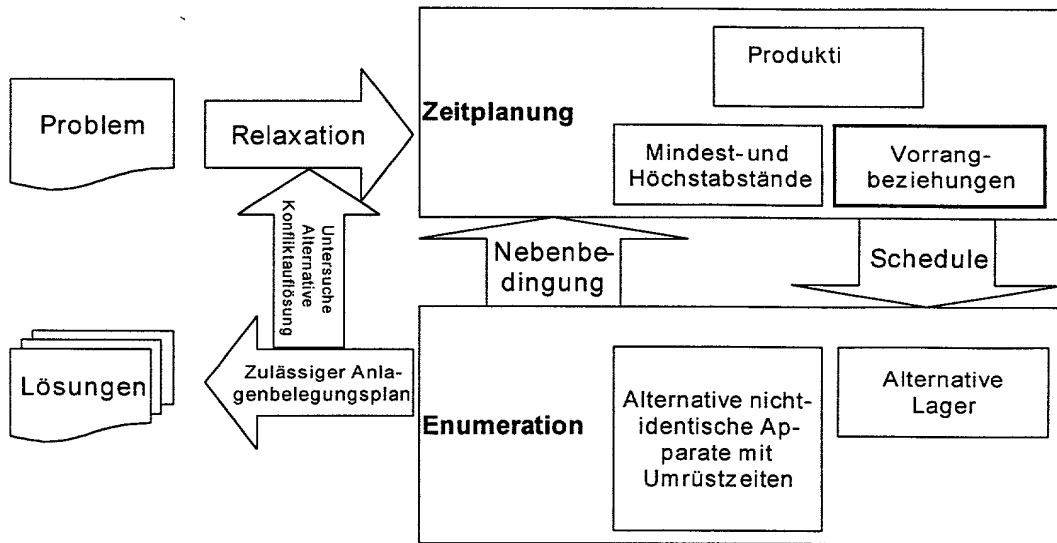 Problem
Relaxation
Zeitplanung
Produkti
Mindest-und
Höchstabstände
Vorrang-
beziehungen
Untersuche
Alternative
Konfliktauflösung
Nebenbe-
dingung
Schedule
Lösungen
Zulässiger Anla-
genbelegungsplan
Enumeration
Alternative nicht-
identische Ap-
parate mit
Umrüstzeiten
Alternative
Lager